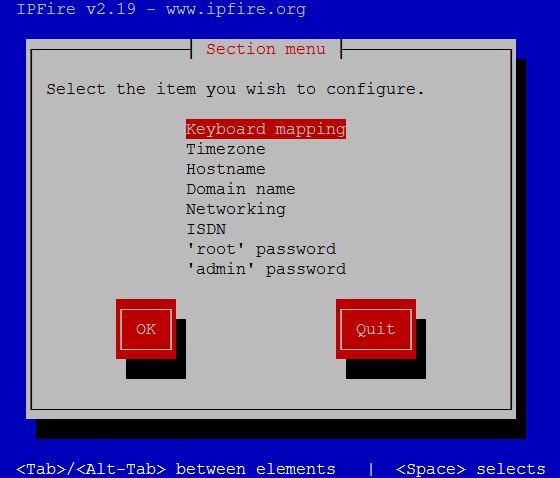 IPFire v2.19 - www.ipfire.org
Section menu
Select the item you wish to configure.
Keyboard mapping
Timezone
Hostname
Domain name
Networking
ISDN
'root' password
'admin' password
OK Quit
<Tab>/<Alt-Tab> between elements | <Space> selects